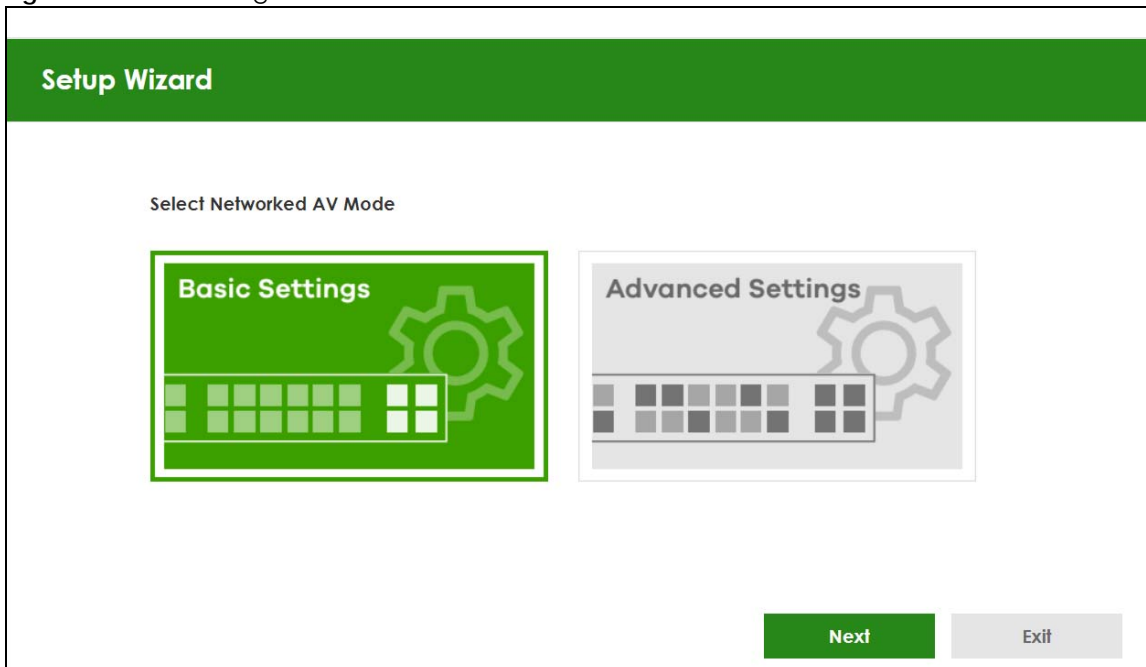 Setup Wizard
Select Networked AV Mode
Basic Settings
Advanced Settings
Next
Exit